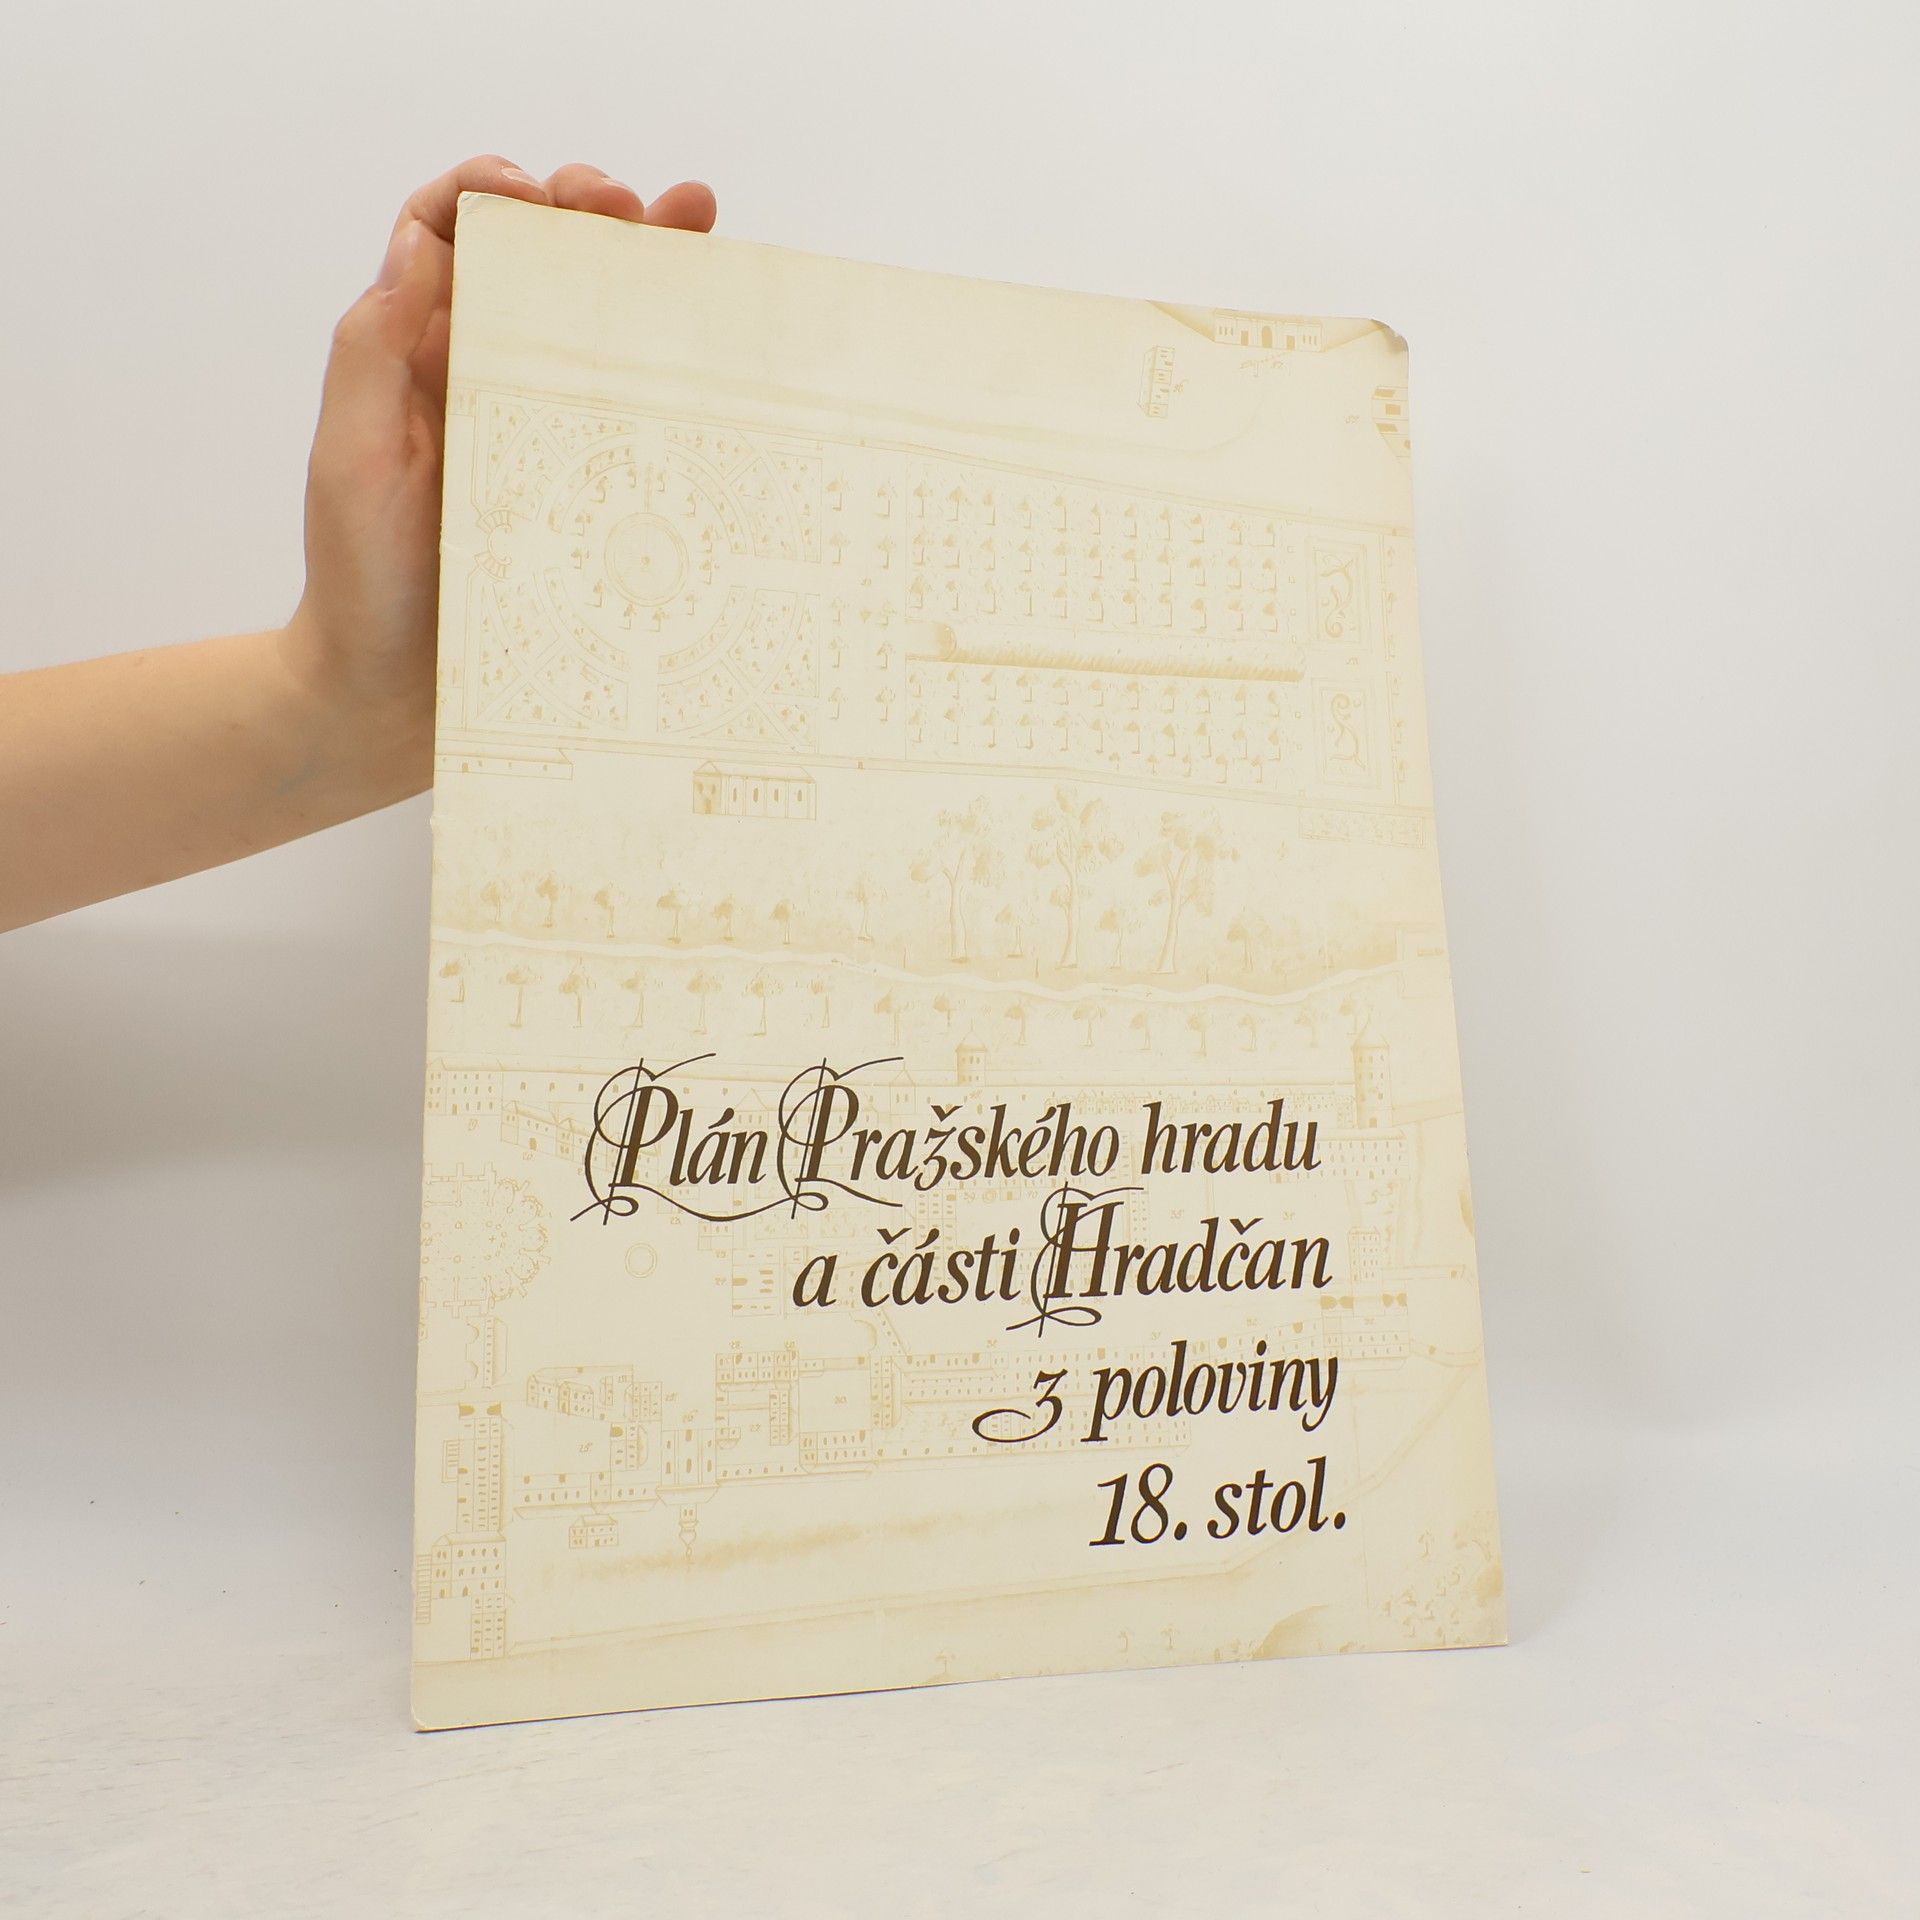 Plán Pražského hradu
a části Hradčan
z poloviny
18. stol.